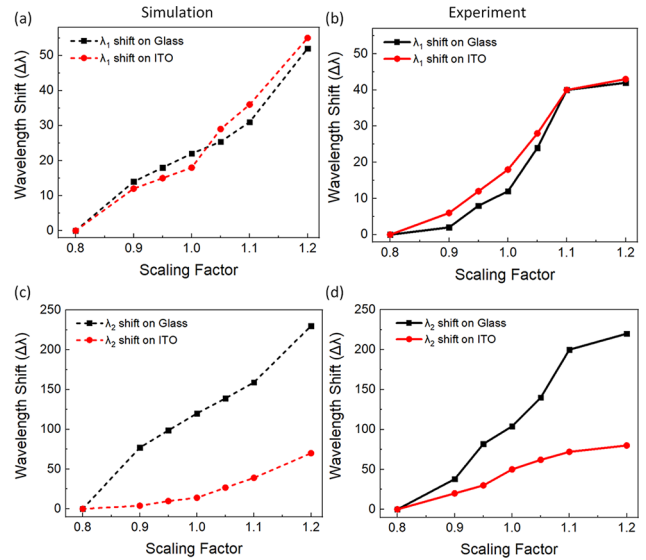 Simulation
Experiment
(a)
λ1 shift on Glass
λ1 shift on ITO
Wavelength Shift (Δλ)
50
40
30
20
10
0
0.8 0.9 1.0 1.1 1.2
Scaling Factor
(b)
λ1 shift on Glass
λ1 shift on ITO
Wavelength Shift (Δλ)
60
40
20
0
0.8 0.9 1.0 1.1 1.2
Scaling Factor
(c)
λ2 shift on Glass
λ2 shift on ITO
Wavelength Shift (Δλ)
250
200
150
100
50
0
0.8 0.9 1.0 1.1 1.2
Scaling Factor
(d)
λ2 shift on Glass
λ2 shift on ITO
Wavelength Shift (Δλ)
250
200
150
100
50
0
0.8 0.9 1.0 1.1 1.2
Scaling Factor